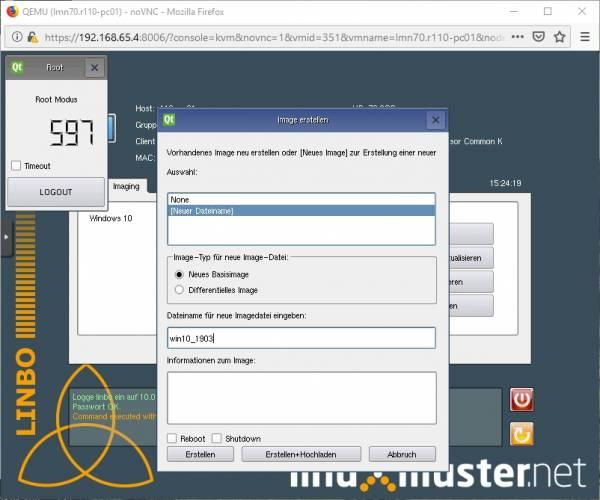 QEMU (lmn70.r110-pc01) - noVNC - Mozilla Firefox
https://192.168.65.4:8006/?console=kvm&novnc=1&vmid=351&vmname=lmn70.r110-pc01&node
Qt Root
Root Modus
597
Timeout
LOGOUT
Host:
Grupp
Client
MAC:
sor Common K
Imaging
15:24:19
Windows 10
tualisieren
eren
en
Qt Image erstellen
Vorhandenes Image neu erstellen oder [Neues Image] zur Erstellung einer neuer
Auswahl:
None
[Neuer Dateiname]
Image-Typ für neue Image-Datei:
Neues Basisimage
Differentielles Image
Dateiname für neue Imagedatei eingeben:
win10_1903
Informationen zum Image:
Reboot Shutdown
Erstellen Erstellen+Hochladen Abbruch
LINBO
Logge linbo ein auf 10.0
Passwort OK.
Command executed with
muster.net